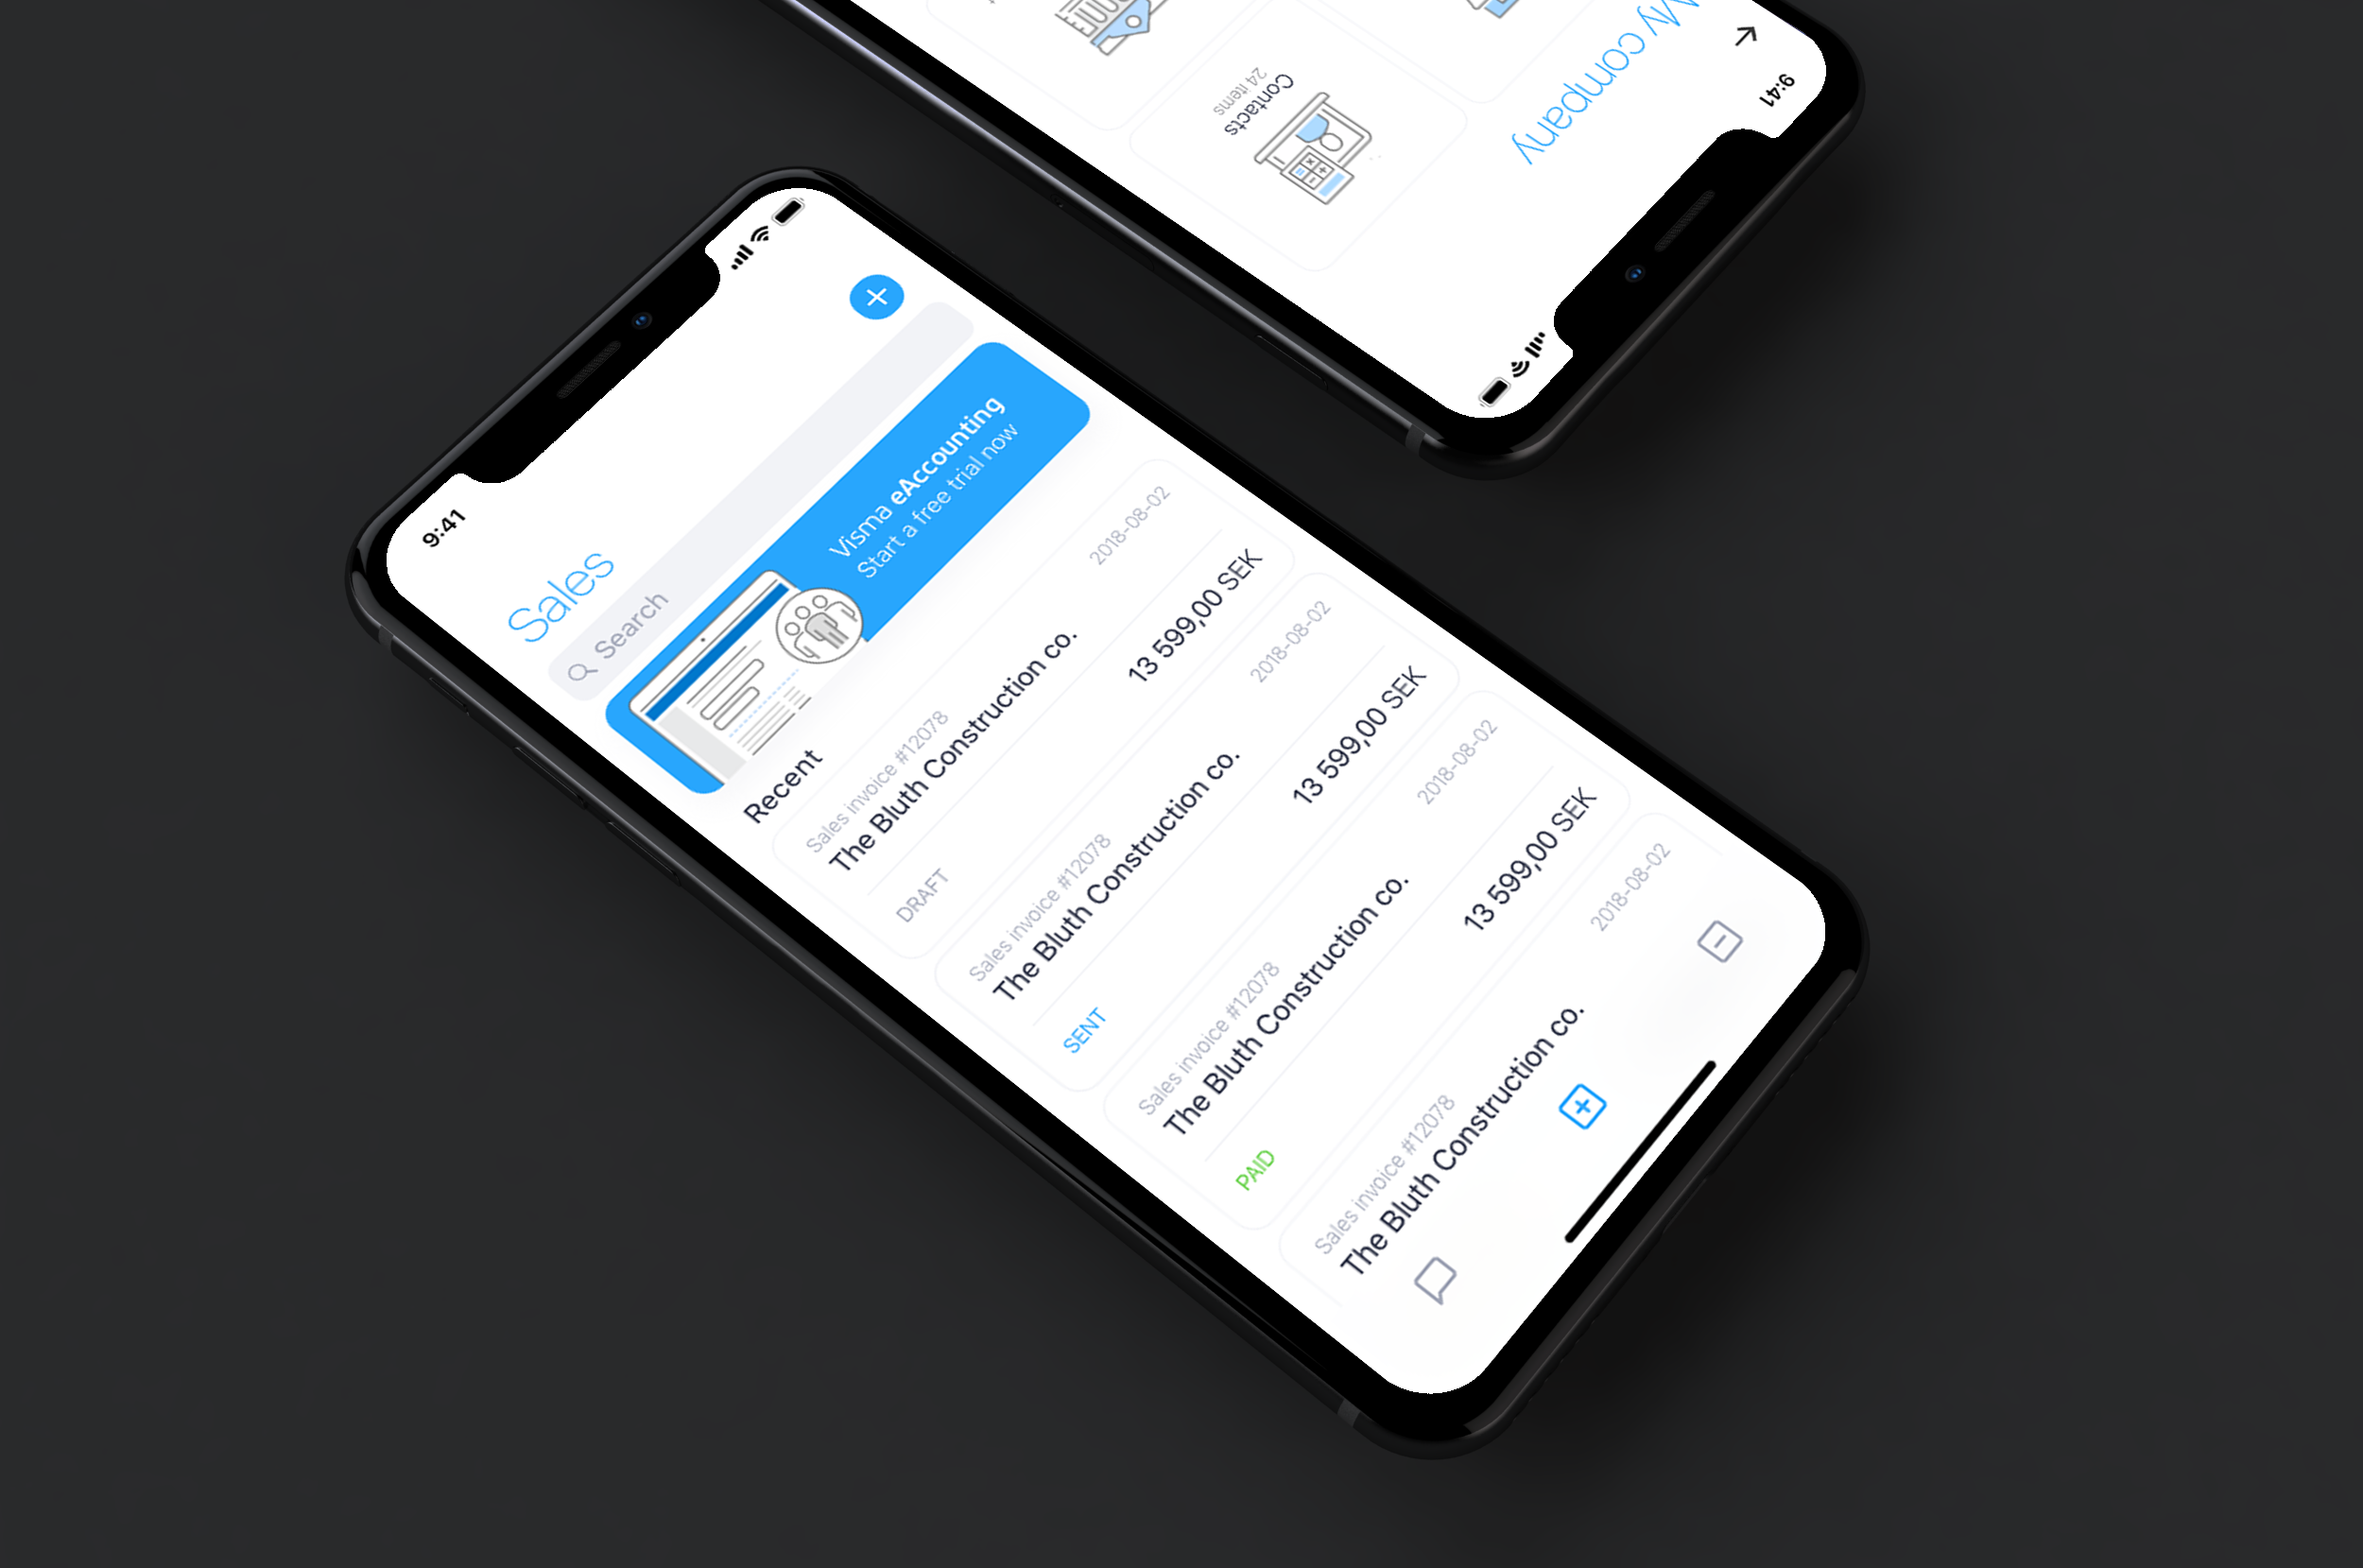 9:41
Sales
Search
Visma eAccounting
Start a free trial now
Recent
Sales invoice #12078
2018-08-02
The Bluth Construction co.
DRAFT
13 599,00 SEK
Sales invoice #12078
2018-08-02
The Bluth Construction co.
SENT
13 599,00 SEK
Sales invoice #12078
2018-08-02
The Bluth Construction co.
PAID
13 599,00 SEK
Sales invoice #12078
2018-08-02
The Bluth Construction co.
9:41
My company
Contacts
24 items